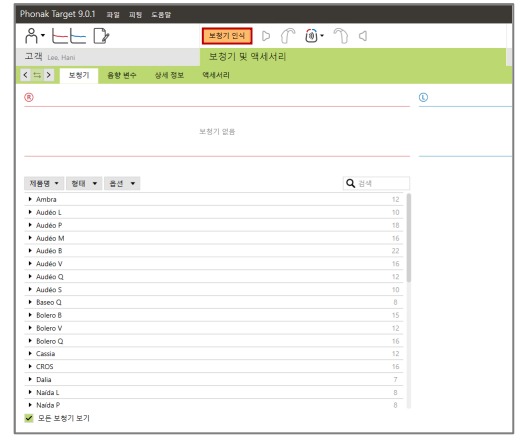 Phonak Target 9.0.1 파일 피팅 도움말
보청기 인식
고객 Lee, Hani 보청기 및 액세서리
보청기 음향 변수 상세 정보 액세서리
R L
보청기 없음
제품명 형태 옵션 검색
Ambra 12
Audéo L 10
Audéo P 18
Audéo M 16
Audéo B 22
Audéo V 16
Audéo Q 12
Audéo S 10
Baseo Q 8
Bolero B 15
Bolero V 12
Bolero Q 16
Cassia 12
CROS 16
Dalia 7
Naída L 8
Naída P 8
모든 보청기 보기